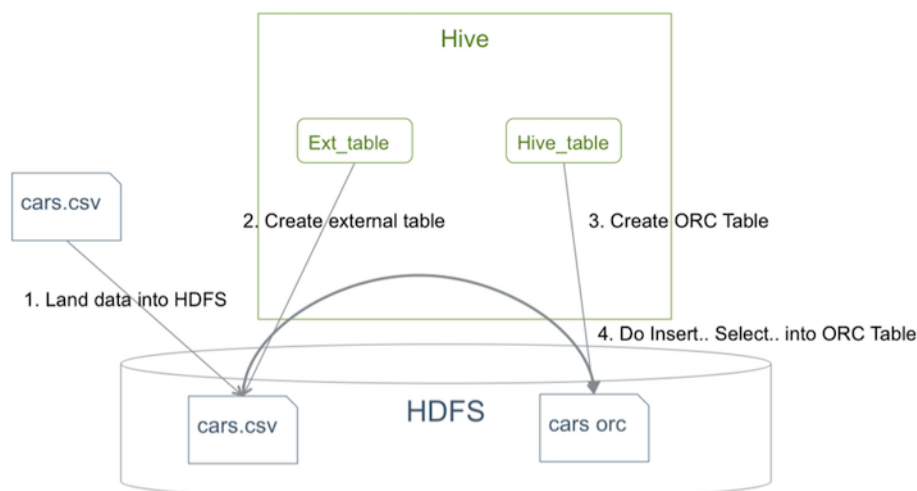 Hive
Ext_table
Hive_table
cars.csv
2. Create external table
3. Create ORC Table
1. Land data into HDFS
4. Do Insert.. Select.. into ORC Table
HDFS
cars.csv
cars orc